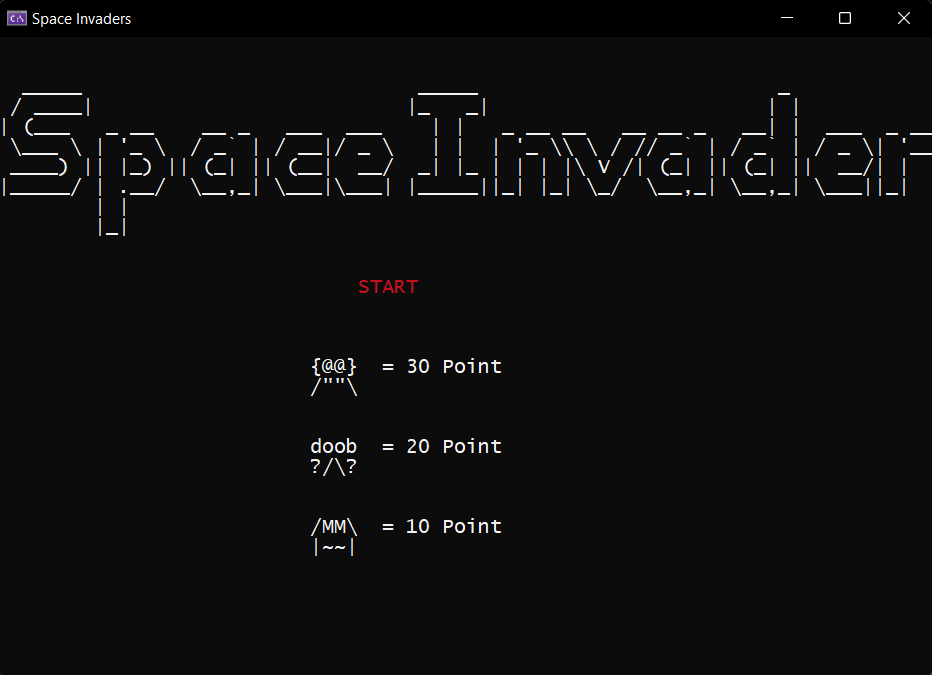 Space Invaders
Space Invader
START
{@@} = 30 Point
/""\
doob = 20 Point
?/\?
/MM\ = 10 Point
|~~|